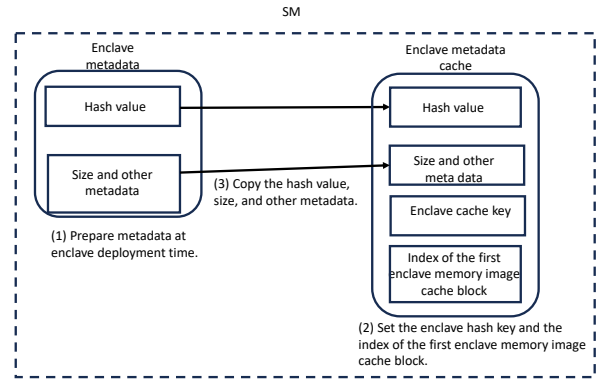 SM
Enclave
metadata
Hash value
Size and other
metadata
(1) Prepare metadata at
enclave deployment time.
(3) Copy the hash value,
size, and other metadata.
Enclave metadata
cache
Hash value
Size and other
meta data
Enclave cache key
Index of the first
enclave memory image
cache block
(2) Set the enclave hash key and the
index of the first enclave memory image
cache block.